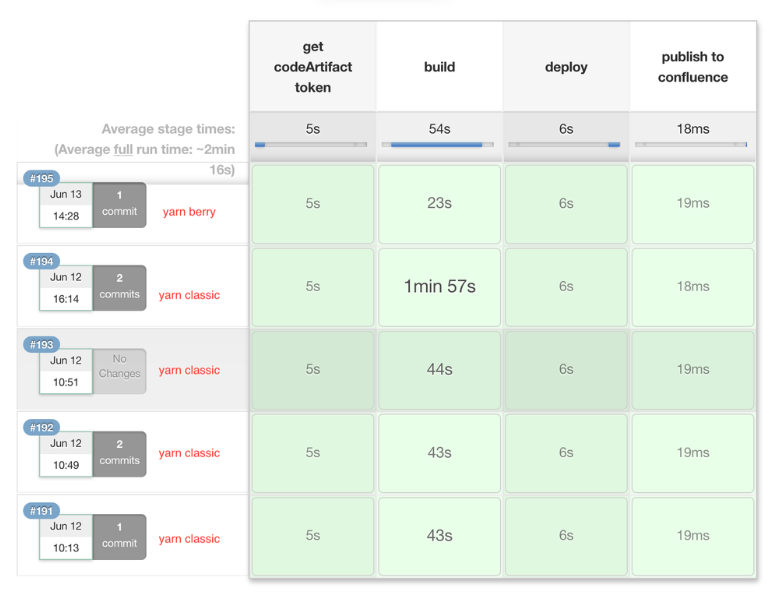 get
codeArtifact
token
build
deploy
publish to
confluence
Average stage times:
(Average full run time: ~2min
16s)
5s
54s
6s
18ms
#195
Jun 13
14:28
1
commit
yarn berry
5s
23s
6s
19ms
#194
Jun 12
16:14
2
commits
yarn classic
5s
1min 57s
6s
18ms
#193
Jun 12
10:51
No
Changes
yarn classic
5s
44s
6s
19ms
#192
Jun 12
10:49
2
commits
yarn classic
5s
43s
6s
19ms
#191
Jun 12
10:13
1
commit
yarn classic
5s
43s
6s
19ms